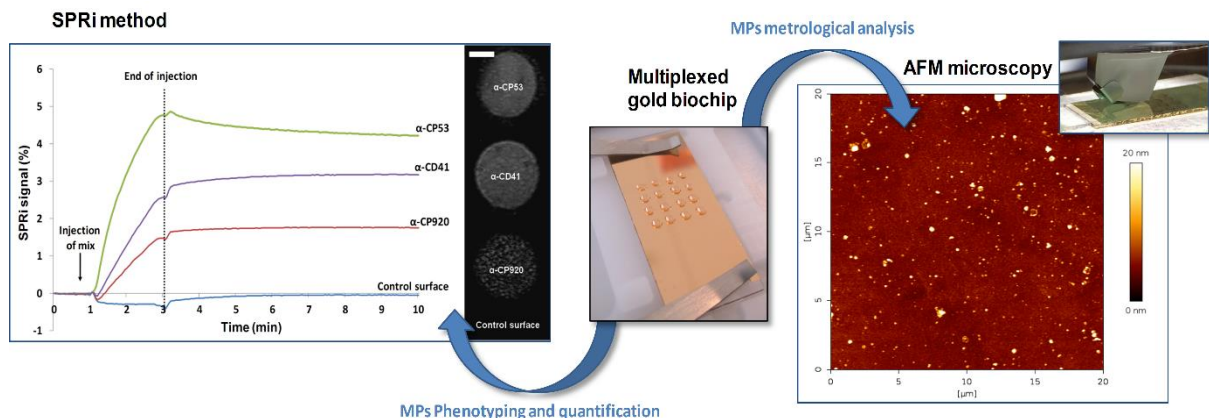 SPRi method
SPRi signal (%)
6
5
4
3
2
1
0
-1
0
1
2
3
4
5
6
7
8
9
10
Time (min)
End of injection
Injection
of mix
α-CP53
α-CD41
α-CP920
Control surface
α-CP53
α-CD41
α-CP920
Control surface
MPs Phenotyping and quantification
Multiplexed
gold biochip
MPs metrological analysis
AFM microscopy
20
15
10
5
0
[µm]
0
5
10
15
20
[µm]
20 nm
0 nm